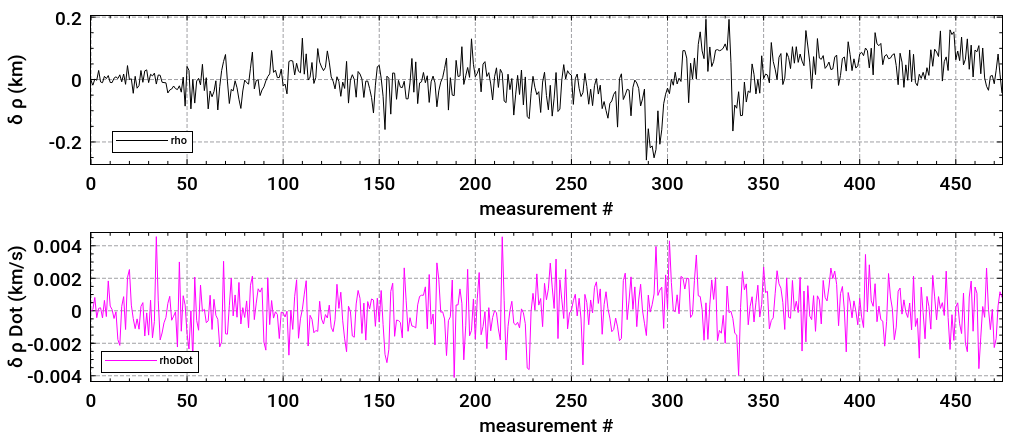 0.2
0
-0.2
δ ρ (km)
rho
0 50 100 150 200 250 300 350 400 450
measurement #
0.004
0.002
0
-0.002
-0.004
δ ρ Dot (km/s)
rhoDot
0 50 100 150 200 250 300 350 400 450
measurement #